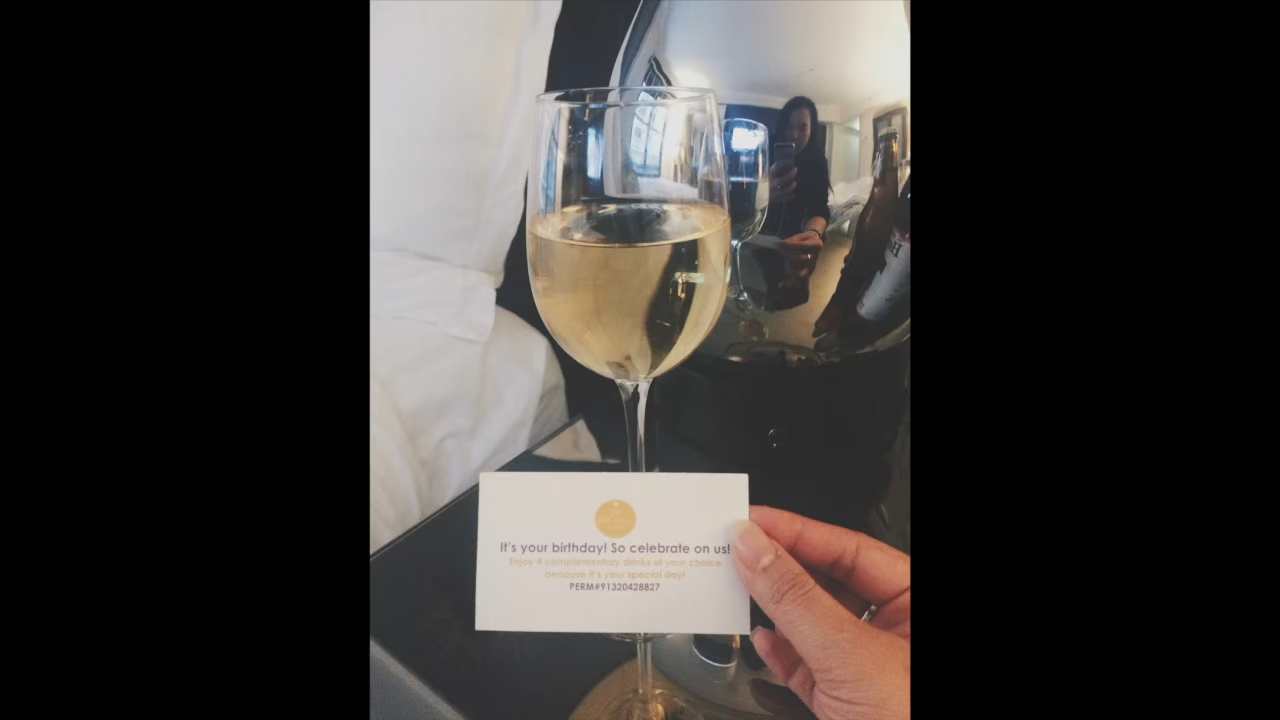 It's your birthday! So celebrate on us!
Enjoy 4 complementary drinks of your choice
because it's your special day!
PERM#91320428827